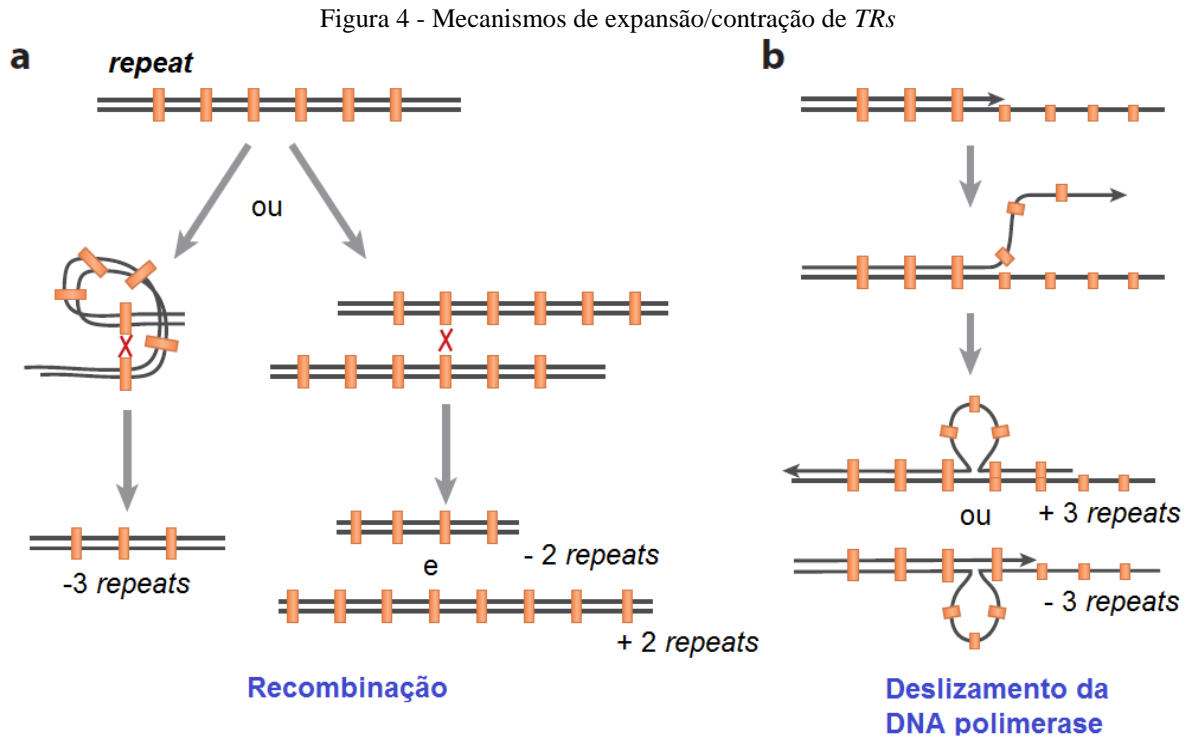 Figura 4 - Mecanismos de expansão/contração de TRs
a
repeat
ou
X
X
-3 repeats
- 2 repeats
e
+ 2 repeats
Recombinação
b
ou
+ 3 repeats
- 3 repeats
Deslizamento da
DNA polimerase